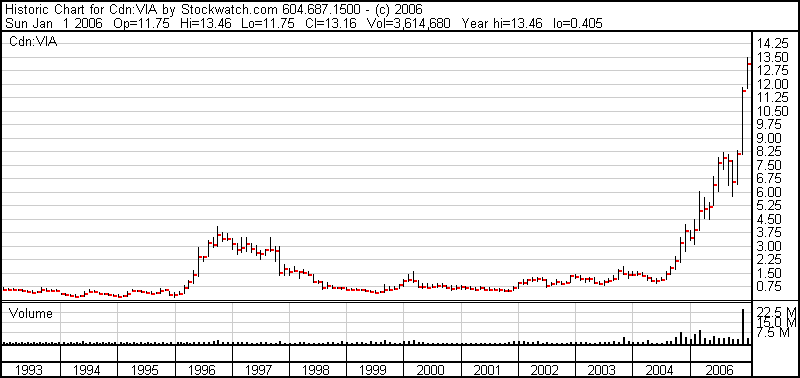 Historic Chart for Cdn:VIA by Stockwatch.com 604.687.1500 - (c) 2006
Sun Jan 1 2006 Op=11.75 Hi=13.46 Lo=11.75 Cl=13.16 Vol=3,614,680 Year hi=13.46 lo=0.405
Cdn:VIA
14.25
13.50
12.75
12.00
11.25
10.50
9.75
9.00
8.25
7.50
6.75
6.00
5.25
4.50
3.75
3.00
2.25
1.50
0.75
Volume
22.5 M
15.0 M
7.5 M
1993 1994 1995 1996 1997 1998 1999 2000 2001 2002 2003 2004 2006